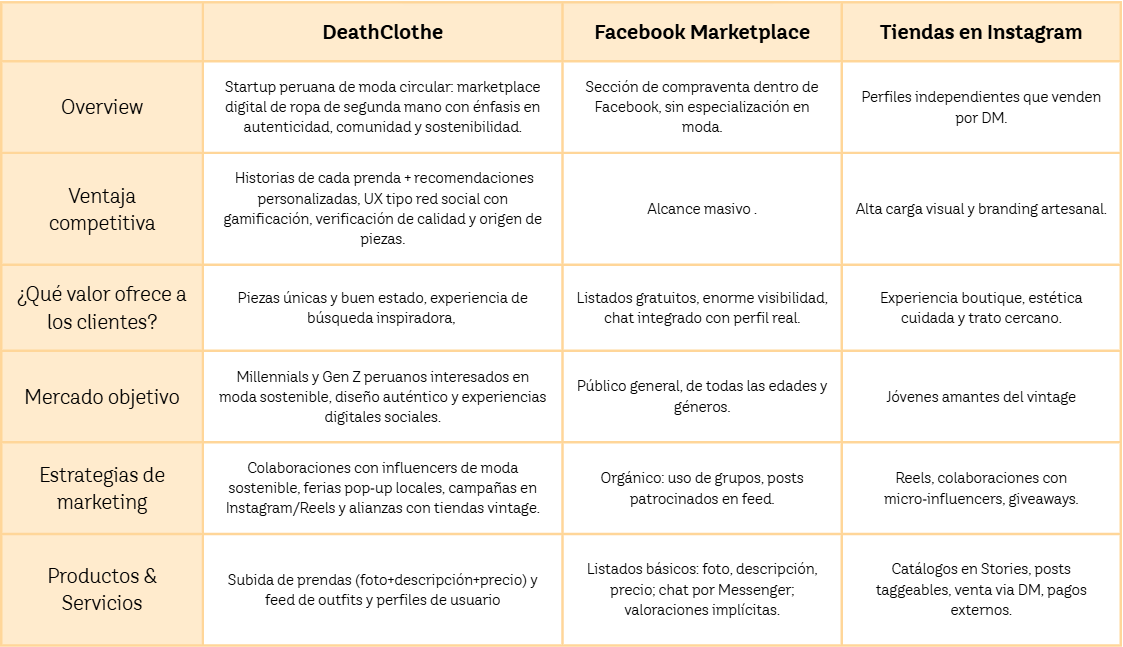 DeathClothe
Facebook Marketplace
Tiendas en Instagram
Overview
Startup peruana de moda circular: marketplace
digital de ropa de segunda mano con énfasis en
autenticidad, comunidad y sostenibilidad.
Sección de compraventa dentro de
Facebook, sin especialización en
moda.
Perfiles independientes que venden
por DM.
Ventaja
competitiva
Historias de cada prenda + recomendaciones
personalizadas, UX tipo red social con
gamificación, verificación de calidad y origen de
piezas.
Alcance masivo .
Alta carga visual y branding artesanal.
¿Qué valor ofrece a
los clientes?
Piezas únicas y buen estado, experiencia de
búsqueda inspiradora,
Listados gratuitos, enorme visibilidad,
chat integrado con perfil real.
Experiencia boutique, estética
cuidada y trato cercano.
Mercado objetivo
Millennials y Gen Z peruanos interesados en
moda sostenible, diseño auténtico y experiencias
digitales sociales.
Público general, de todas las edades y
géneros.
Jóvenes amantes del vintage
Estrategias de
marketing
Colaboraciones con influencers de moda
sostenible, ferias pop-up locales, campañas en
Instagram/Reels y alianzas con tiendas vintage.
Orgánico: uso de grupos, posts
patrocinados en feed.
Reels, colaboraciones con
micro-influencers, giveaways.
Productos &
Servicios
Subida de prendas (foto+descripción+precio) y
feed de outfits y perfiles de usuario
Listados básicos: foto, descripción,
precio; chat por Messenger;
valoraciones implícitas.
Catálogos en Stories, posts
taggeables, venta via DM, pagos
externos.